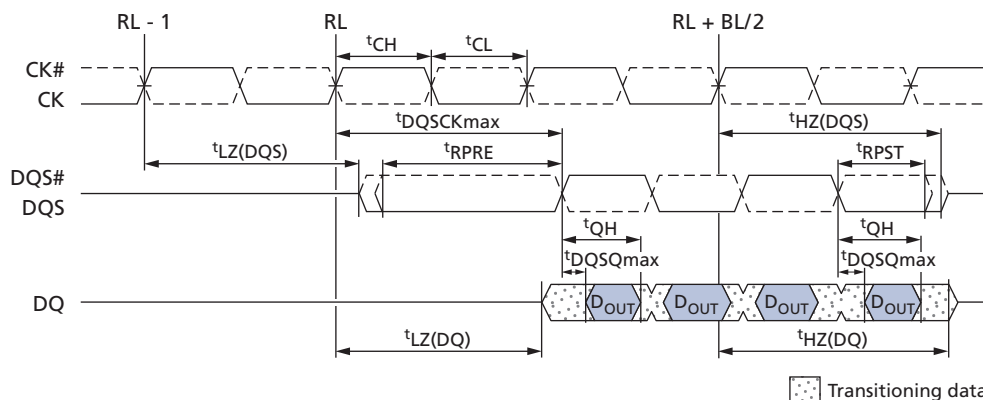 RL - 1 RL RL + BL/2
tCH tCL
CK#
CK
tDQSCKmax tHZ(DQS)
tLZ(DQS) tRPRE tRPST
DQS#
DQS
tQH tQH
tDQSQmax tDQSQmax
DQ DOUT DOUT DOUT DOUT
tLZ(DQ) tHZ(DQ)
Transitioning data